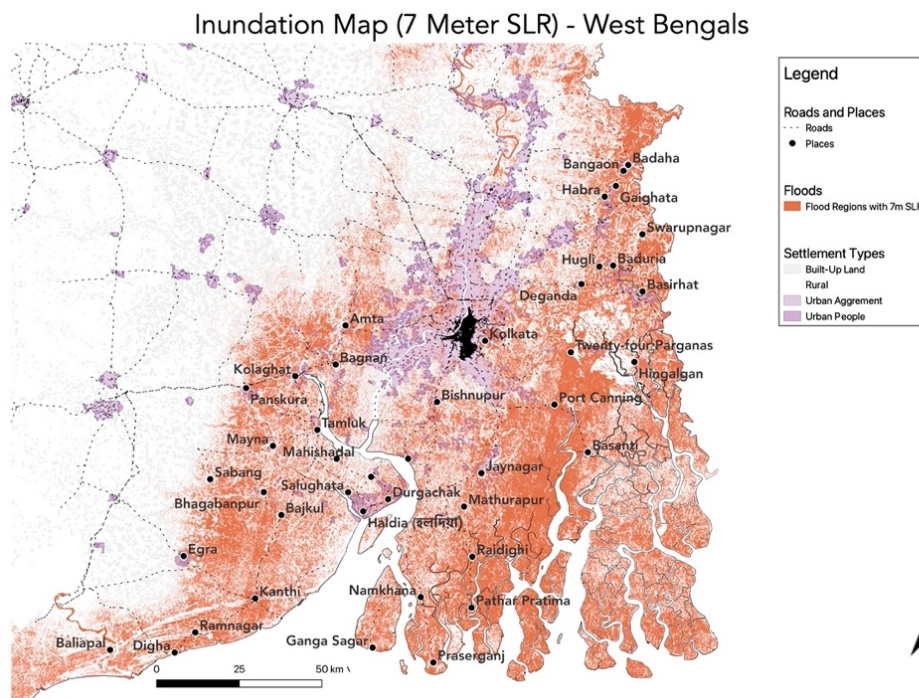 Inundation Map (7 Meter SLR) - West Bengals
Legend
Roads and Places
Roads
Places
Floods
Flood Regions with 7m SLR
Settlement Types
Built-Up Land
Rural
Urban Aggrement
Urban People
Badaha
Bangaon
Habra
Gaighata
Swarupnagar
Hugli
Baduria
Deganda
Basirhat
Amta
Kolkata
Twenty-four Parganas
Bagnan
Hingalgan
Kolaghat
Panskura
Bishnupur
Port Canning
Tamluk
Mayna
Mahishadal
Basanti
Sabang
Jaynagar
Salughata
Bhagabanpur
Durgachak
Mathurapur
Bajkul
Haldia (হলদিয়া)
Egra
Raidighi
Kanthi
Namkhana
Pathar Pratima
Ramnagar
Baliapal
Digha
Ganga Sagar
Praserganj
0 25 50 km